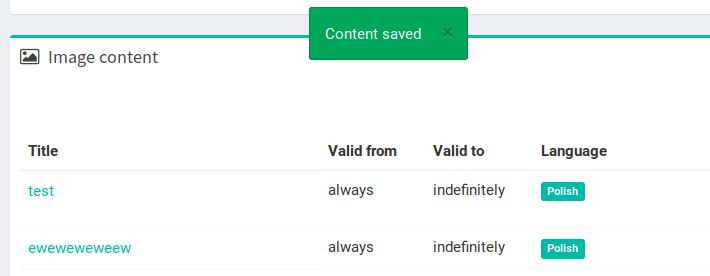 Content saved ×
Image content
Title Valid from Valid to Language
test always indefinitely Polish
eweweweweew always indefinitely Polish